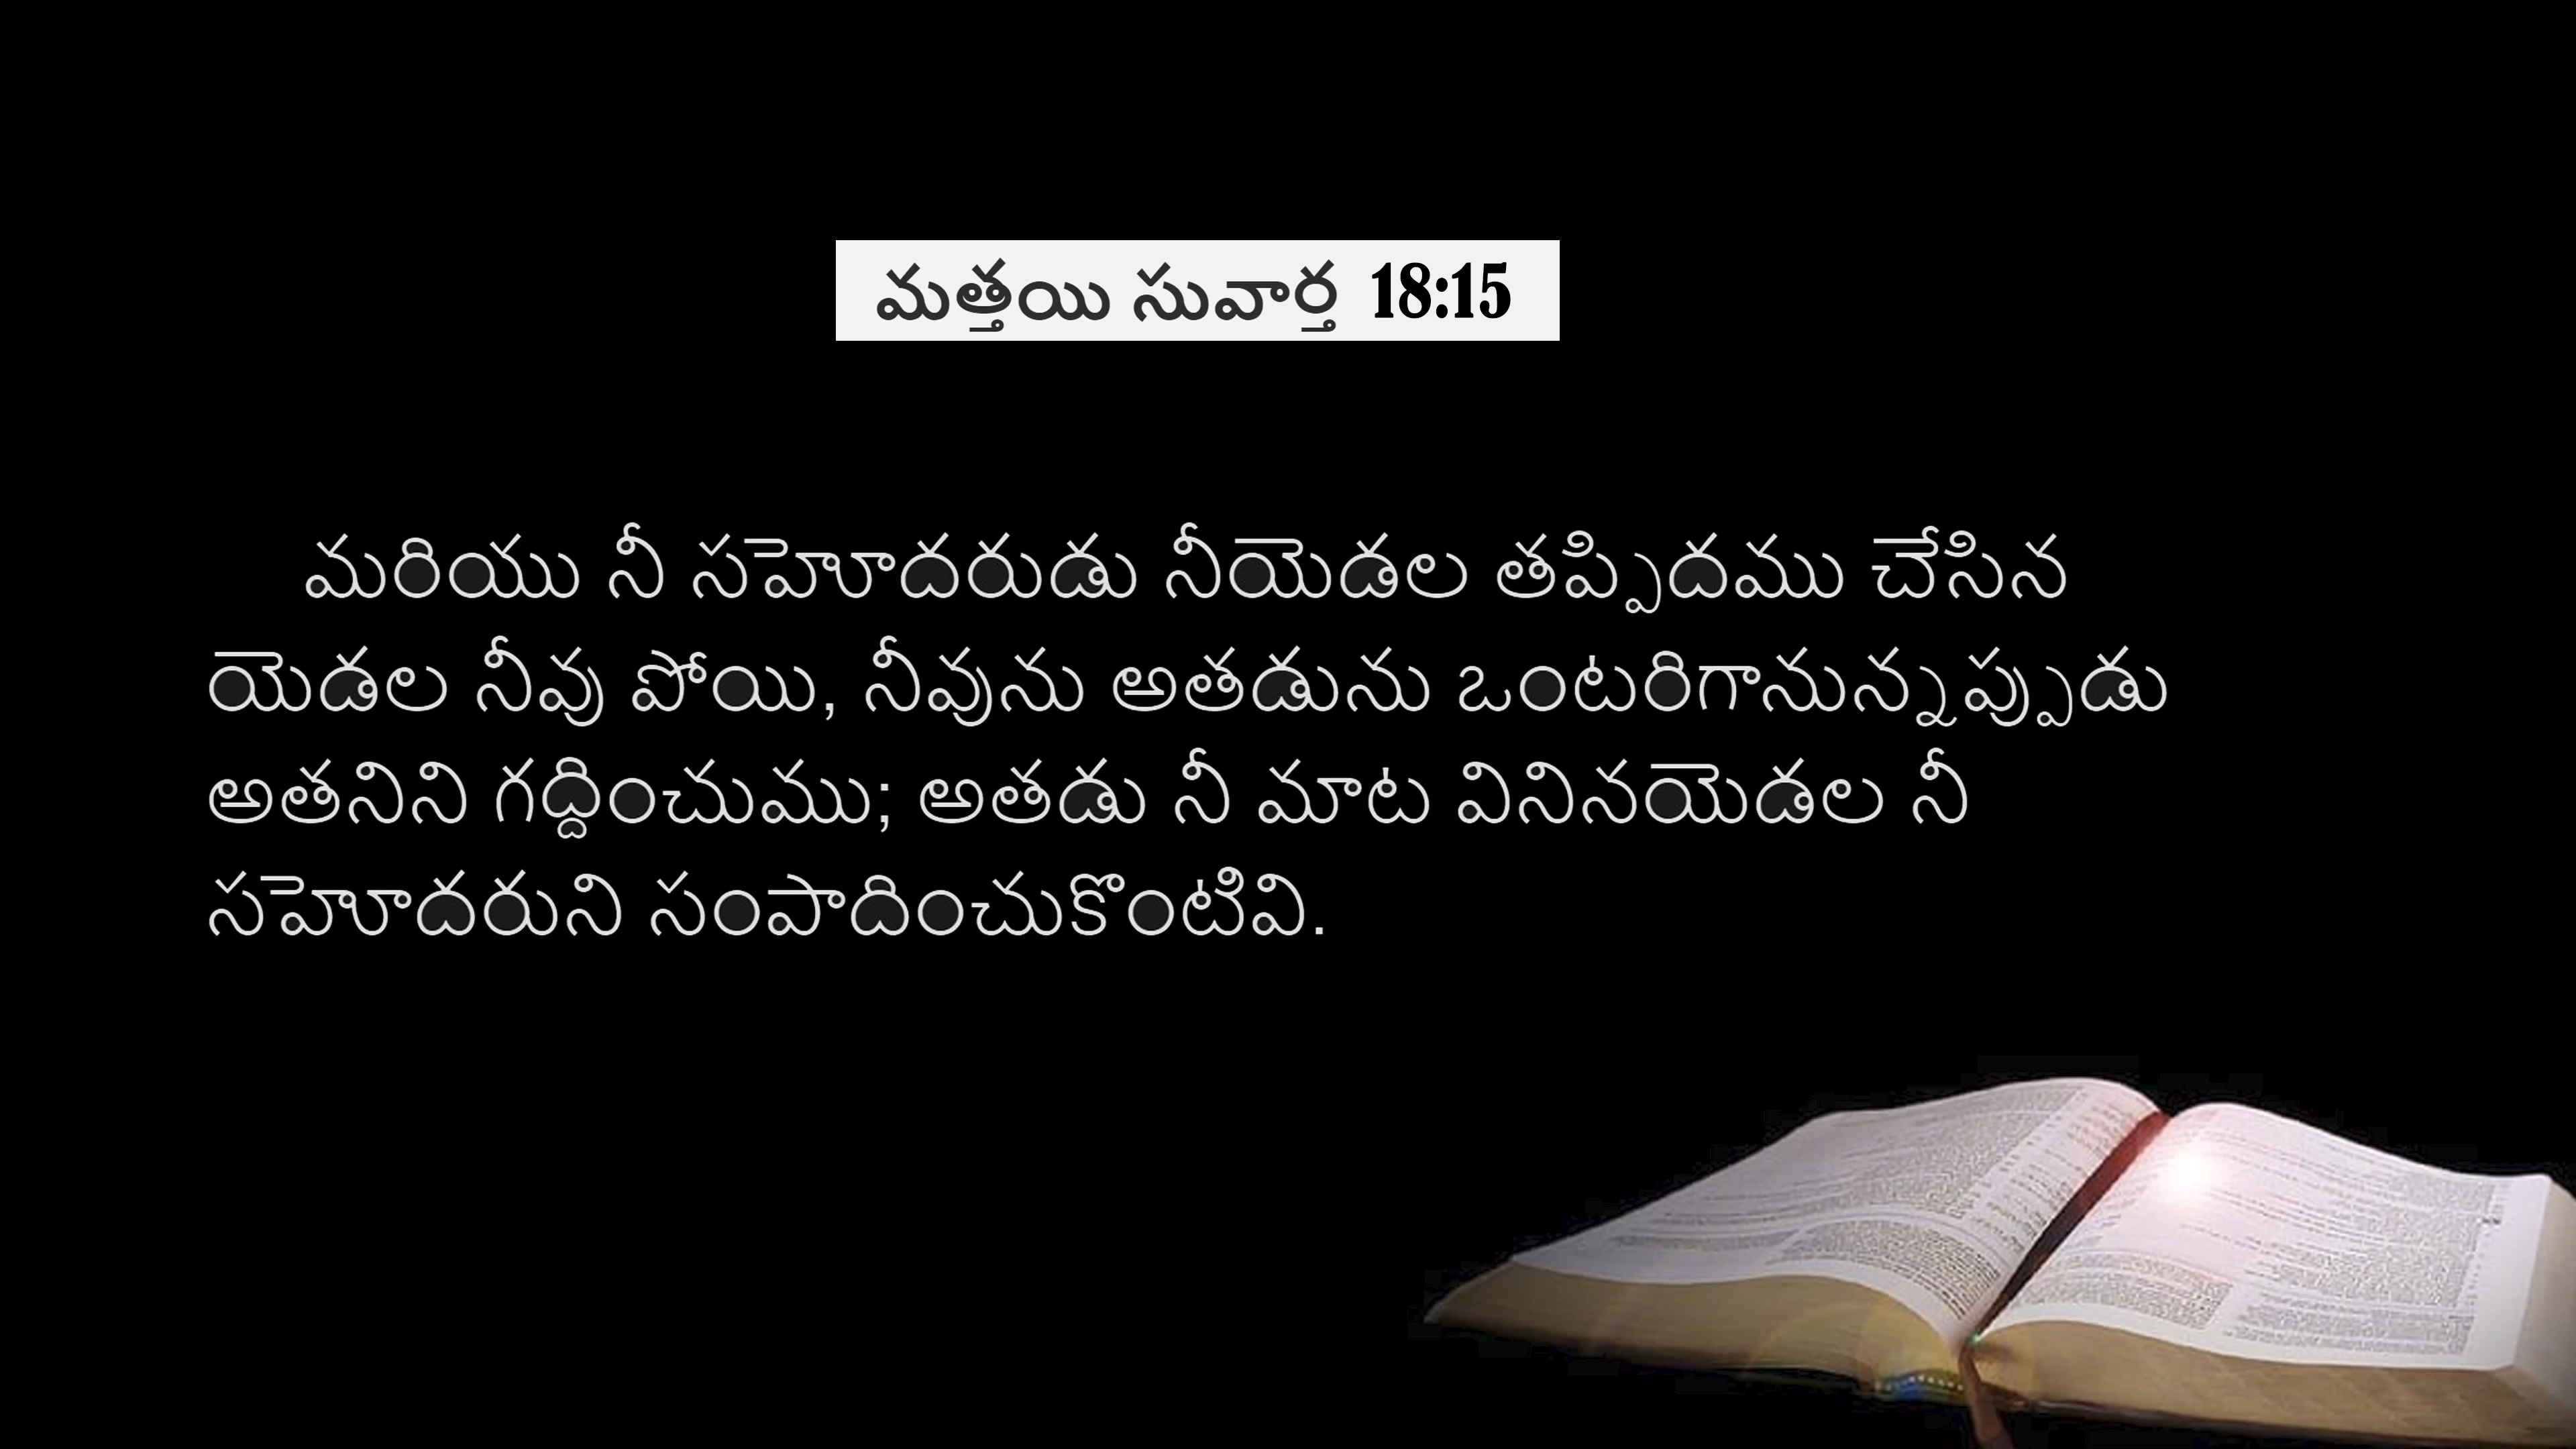 మత్తయి సువార్త 18:15
మరియు నీ సహెూదరుడు నీయెడల తప్పిదము చేసిన
యెడల నీవు పోయి, నీవును అతడును ఒంటరిగానున్నప్పుడు
అతనిని గద్దించుము; అతడు నీ మాట వినినయెడల నీ
సహెూదరుని సంపాదించుకొంటివి.